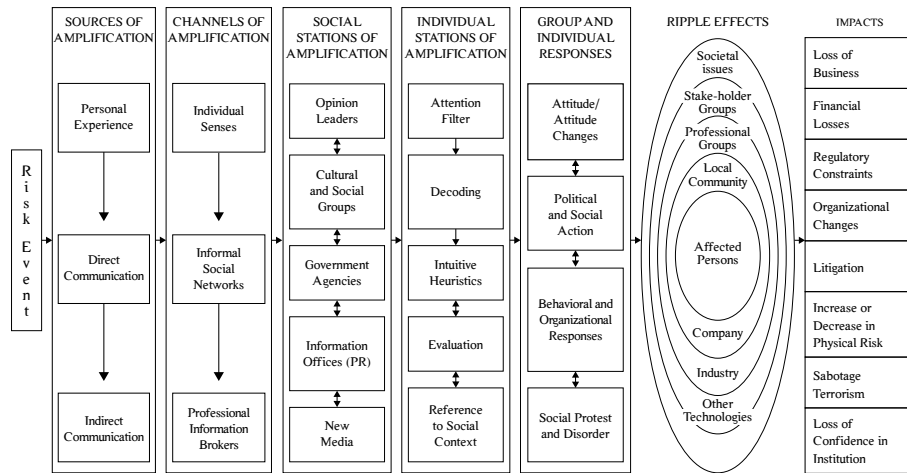 Risk Event
SOURCES OF
AMPLIFICATION
Personal
Experience
Direct
Communication
Indirect
Communication
CHANNELS OF
AMPLIFICATION
Individual
Senses
Informal
Social
Networks
Professional
Information
Brokers
SOCIAL
STATIONS OF
AMPLIFICATION
Opinion
Leaders
Cultural
and Social
Groups
Government
Agencies
Information
Offices (PR)
New
Media
INDIVIDUAL
STATIONS OF
AMPLIFICATION
Attention
Filter
Decoding
Intuitive
Heuristics
Evaluation
Reference
to Social
Context
GROUP AND
INDIVIDUAL
RESPONSES
Attitude/
Attitude
Changes
Political
and Social
Action
Behavioral and
Organizational
Responses
Social Protest
and Disorder
RIPPLE EFFECTS
Societal
issues
Stake-holder
Groups
Professional
Groups
Local
Community
Affected
Persons
Company
Industry
Other
Technologies
IMPACTS
Loss of
Business
Financial
Losses
Regulatory
Constraints
Organizational
Changes
Litigation
Increase or
Decrease in
Physical Risk
Sabotage
Terrorism
Loss of
Confidence in
Institution